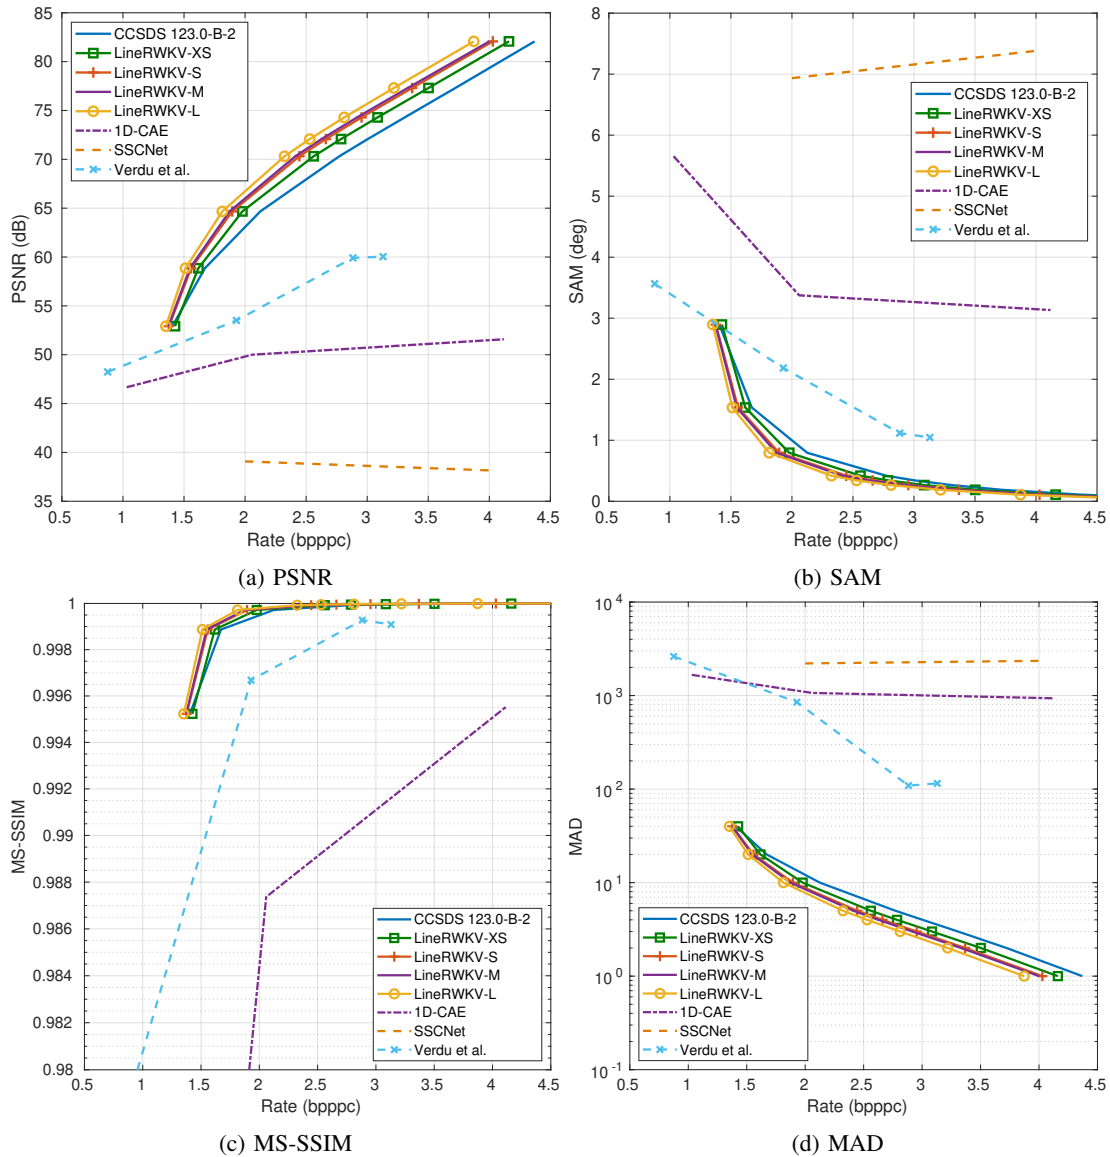 85
80
75
70
65
60
55
50
45
40
35
PSNR (dB)
CCSDS 123.0-B-2
LineRWKV-XS
LineRWKV-S
LineRWKV-M
LineRWKV-L
1D-CAE
SSCNet
Verdu et al.
0.5 1 1.5 2 2.5 3 3.5 4 4.5
Rate (bpppc)
(a) PSNR
8
7
6
5
4
3
2
1
0
SAM (deg)
CCSDS 123.0-B-2
LineRWKV-XS
LineRWKV-S
LineRWKV-M
LineRWKV-L
1D-CAE
SSCNet
Verdu et al.
0.5 1 1.5 2 2.5 3 3.5 4 4.5
Rate (bpppc)
(b) SAM
1
0.998
0.996
0.994
0.992
0.99
0.988
0.986
0.984
0.982
0.98
MS-SSIM
CCSDS 123.0-B-2
LineRWKV-XS
LineRWKV-S
LineRWKV-M
LineRWKV-L
1D-CAE
SSCNet
Verdu et al.
0.5 1 1.5 2 2.5 3 3.5 4 4.5
Rate (bpppc)
(c) MS-SSIM
10^4
10^3
10^2
10^1
10^0
10^-1
MAD
CCSDS 123.0-B-2
LineRWKV-XS
LineRWKV-S
LineRWKV-M
LineRWKV-L
1D-CAE
SSCNet
Verdu et al.
0.5 1 1.5 2 2.5 3 3.5 4 4.5
Rate (bpppc)
(d) MAD